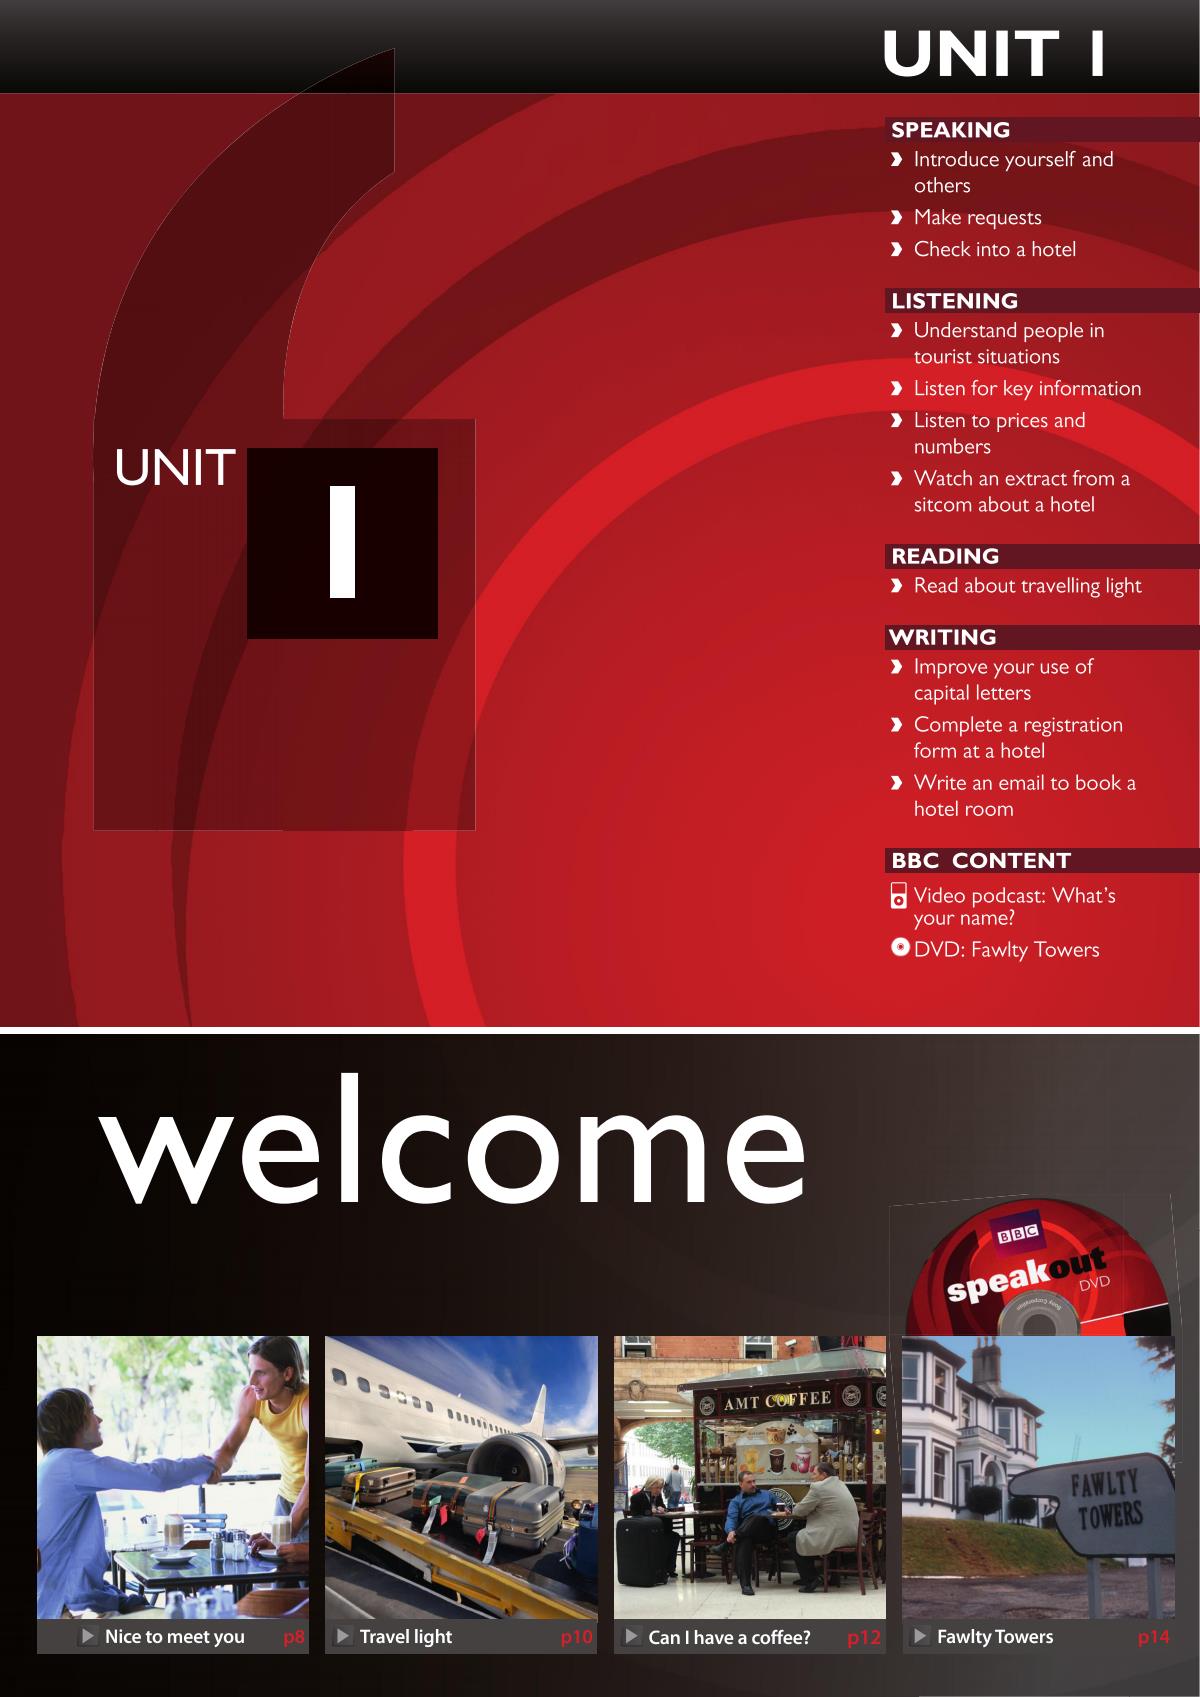 UNIT 1
SPEAKING
Introduce yourself and
others
Make requests
Check into a hotel
LISTENING
Understand people in
tourist situations
Listen for key information
Listen to prices and
numbers
Watch an extract from a
sitcom about a hotel
READING
Read about travelling light
WRITING
Improve your use of
capital letters
Complete a registration
form at a hotel
Write an email to book a
hotel room
BBC CONTENT
Video podcast: What's
your name?
DVD: Fawlty Towers
UNIT
1
welcome
BBC
speakout
DVD
AMT COFFEE
FAWLTY
TOWERS
Nice to meet you p8
Travel light p10
Can I have a coffee? p12
Fawlty Towers p14